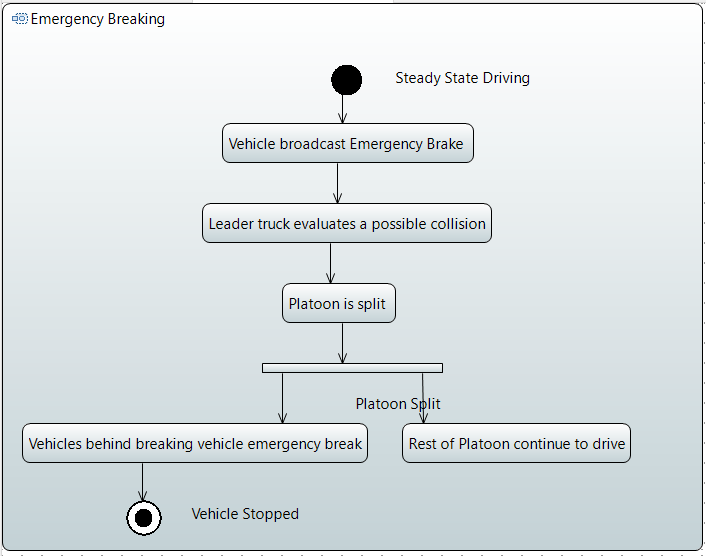 Emergency Breaking
Steady State Driving
Vehicle broadcast Emergency Brake
Leader truck evaluates a possible collision
Platoon is split
Platoon Split
Vehicles behind breaking vehicle emergency break
Rest of Platoon continue to drive
Vehicle Stopped